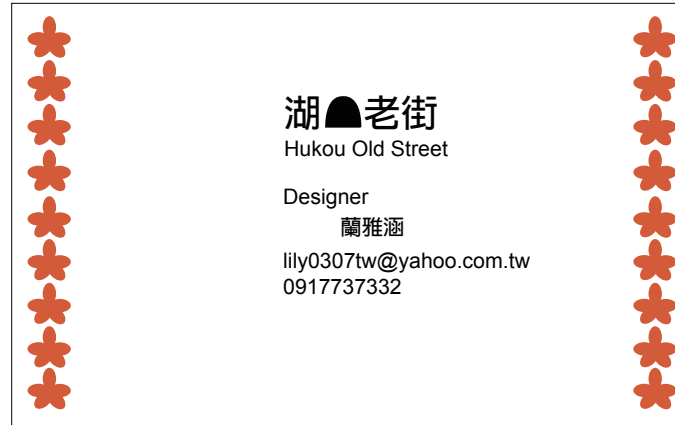 湖老街
Hukou Old Street
Designer
蘭雅涵
lily0307tw@yahoo.com.tw
0917737332